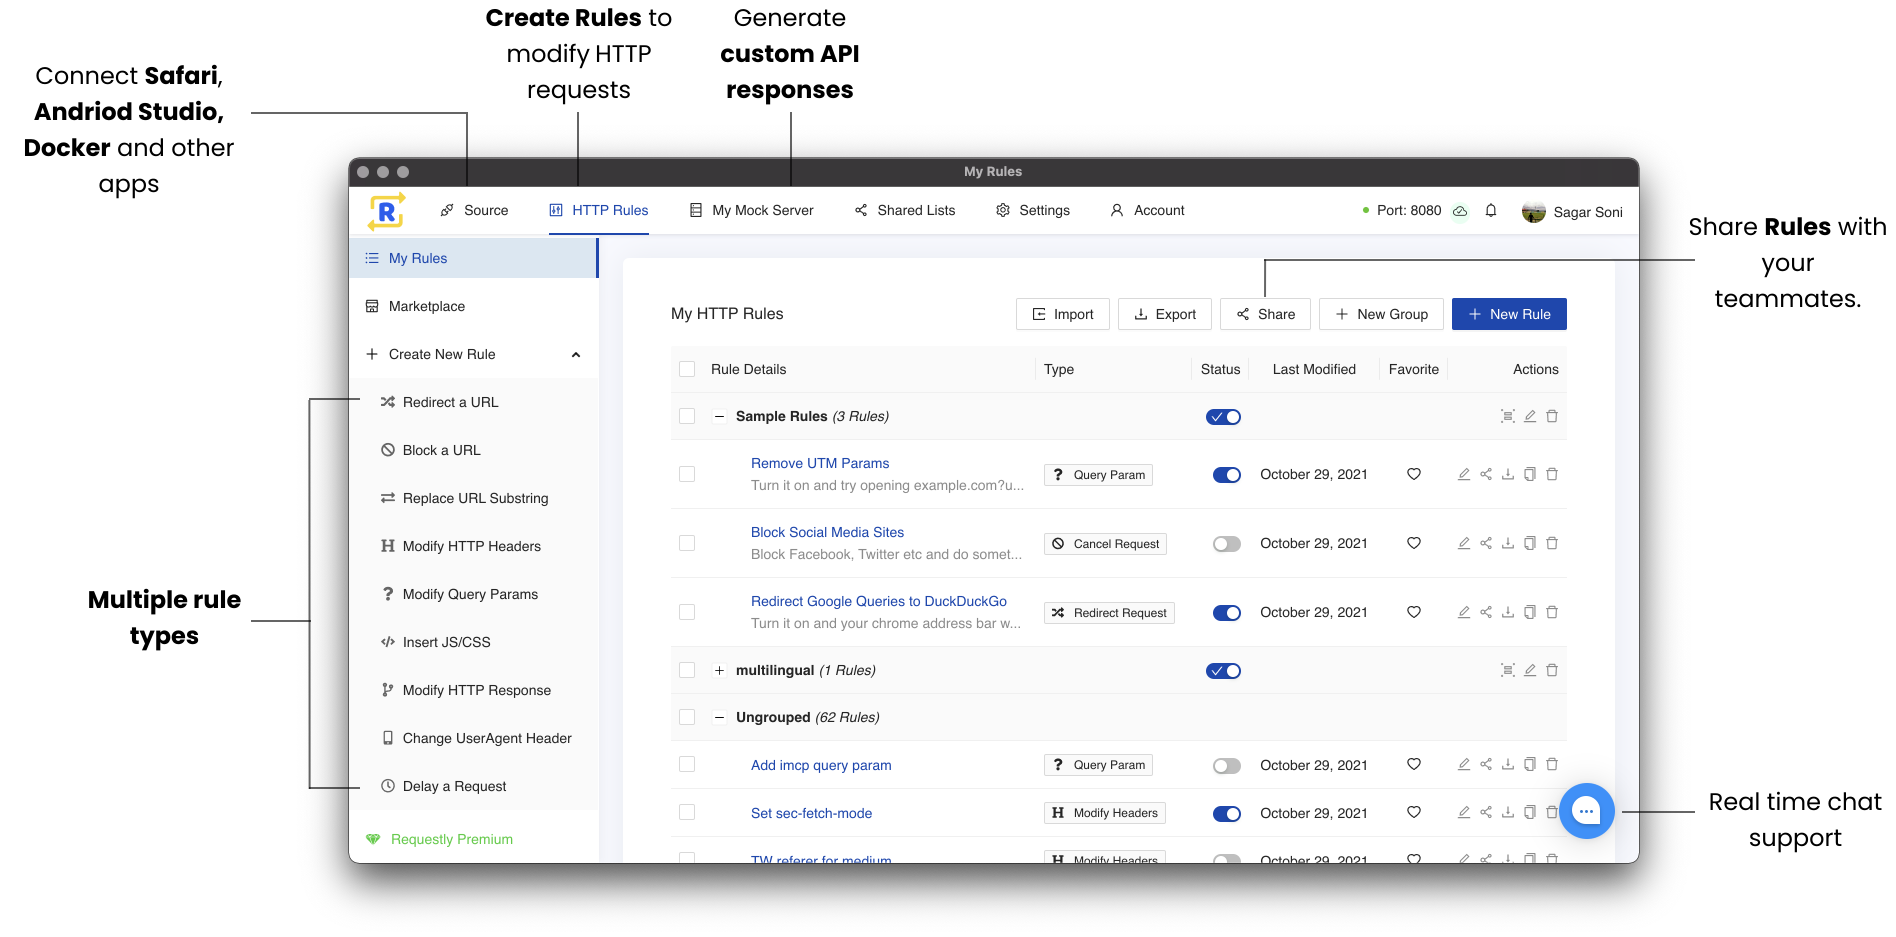 Create Rules to
modify HTTP
requests
Generate
custom API
responses
Connect Safari,
Andriod Studio,
Docker and other
apps
My Rules
R
Source
HTTP Rules
My Mock Server
Shared Lists
Settings
Account
Port: 8080
Sagar Soni
Share Rules with
your
teammates.
My Rules
Marketplace
Create New Rule
Redirect a URL
Block a URL
Replace URL Substring
Modify HTTP Headers
Modify Query Params
Insert JS/CSS
Modify HTTP Response
Change UserAgent Header
Delay a Request
Requestly Premium
Multiple rule
types
My HTTP Rules
Import
Export
Share
New Group
New Rule
Rule Details Type Status Last Modified Favorite Actions
Sample Rules (3 Rules)
Remove UTM Params
Turn it on and try opening example.com?u...
Query Param
October 29, 2021
Block Social Media Sites
Block Facebook, Twitter etc and do somet...
Cancel Request
October 29, 2021
Redirect Google Queries to DuckDuckGo
Turn it on and your chrome address bar w...
Redirect Request
October 29, 2021
multilingual (1 Rules)
Ungrouped (62 Rules)
Add imcp query param
Query Param
October 29, 2021
Set sec-fetch-mode
Modify Headers
October 29, 2021
TW referer for medium
Modify Headers
October 29, 2021
Real time chat
support